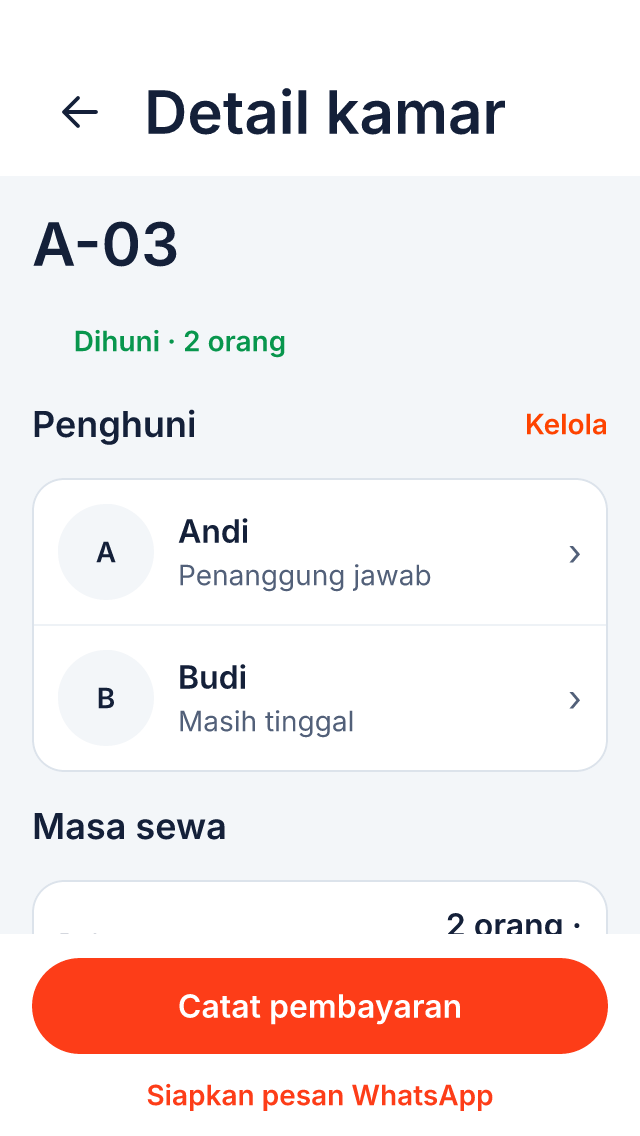 Detail kamar
A-03
Dihuni · 2 orang
Penghuni
Kelola
A
Andi
Penanggung jawab
›
B
Budi
Masih tinggal
›
Masa sewa
2 orang ·
Catat pembayaran
Siapkan pesan WhatsApp